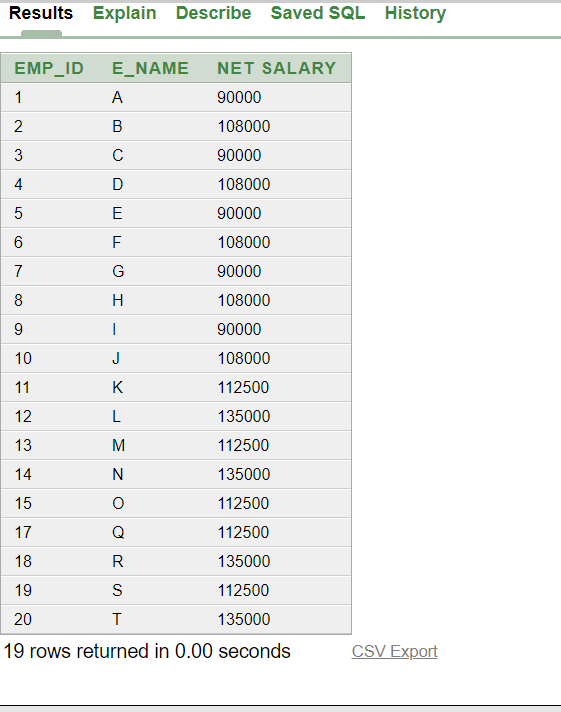 Results Explain Describe Saved SQL History
EMP_ID E_NAME NET SALARY
1 A 90000
2 B 108000
3 C 90000
4 D 108000
5 E 90000
6 F 108000
7 G 90000
8 H 108000
9 I 90000
10 J 108000
11 K 112500
12 L 135000
13 M 112500
14 N 135000
15 O 112500
17 Q 112500
18 R 135000
19 S 112500
20 T 135000
19 rows returned in 0.00 seconds CSV Export